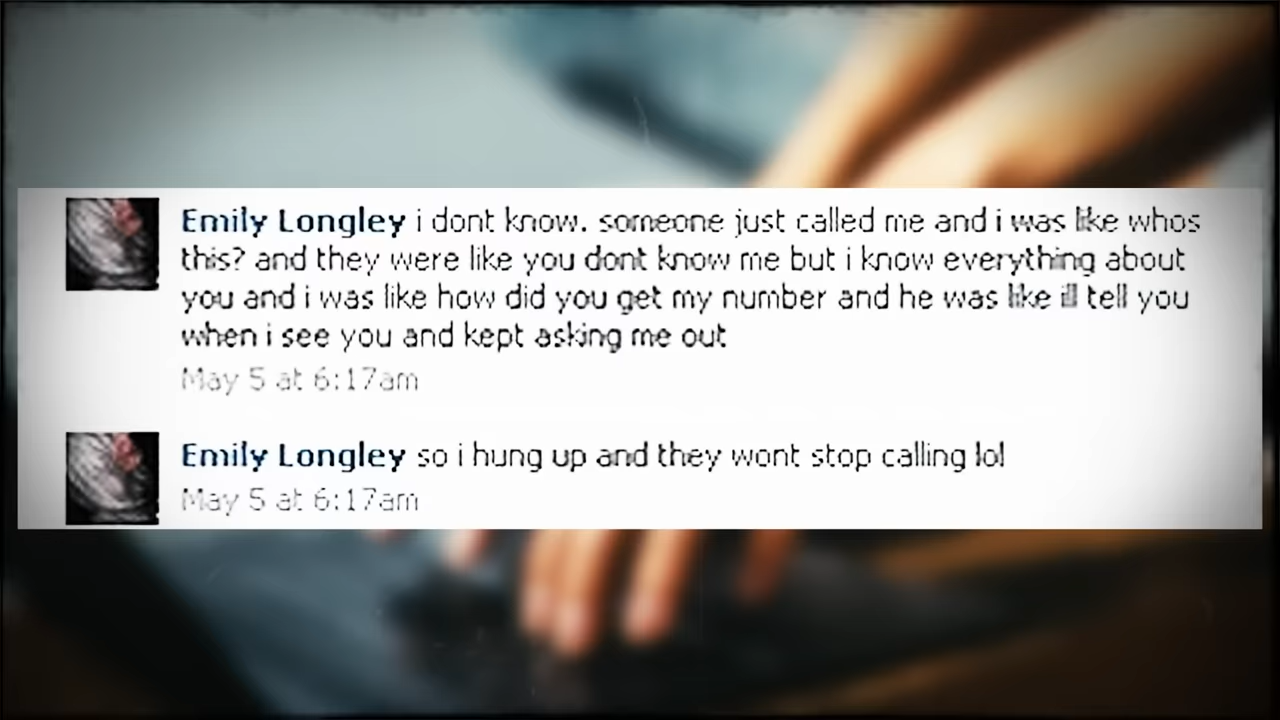 Emily Longley i dont know. someone just called me and i was like whos
this? and they were like you dont know me but i know everything about
you and i was like how did you get my number and he was like ill tell you
when i see you and kept asking me out
May 5 at 6:17am
Emily Longley so i hung up and they wont stop calling lol
May 5 at 6:17am